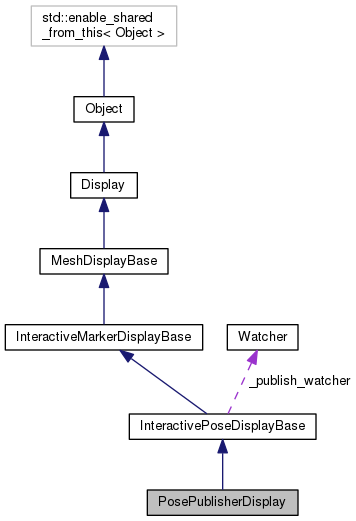 std::enable_shared
_from_this< Object >
Object
Display
MeshDisplayBase
InteractiveMarkerDisplayBase
Watcher
_publish_watcher
InteractivePoseDisplayBase
PosePublisherDisplay